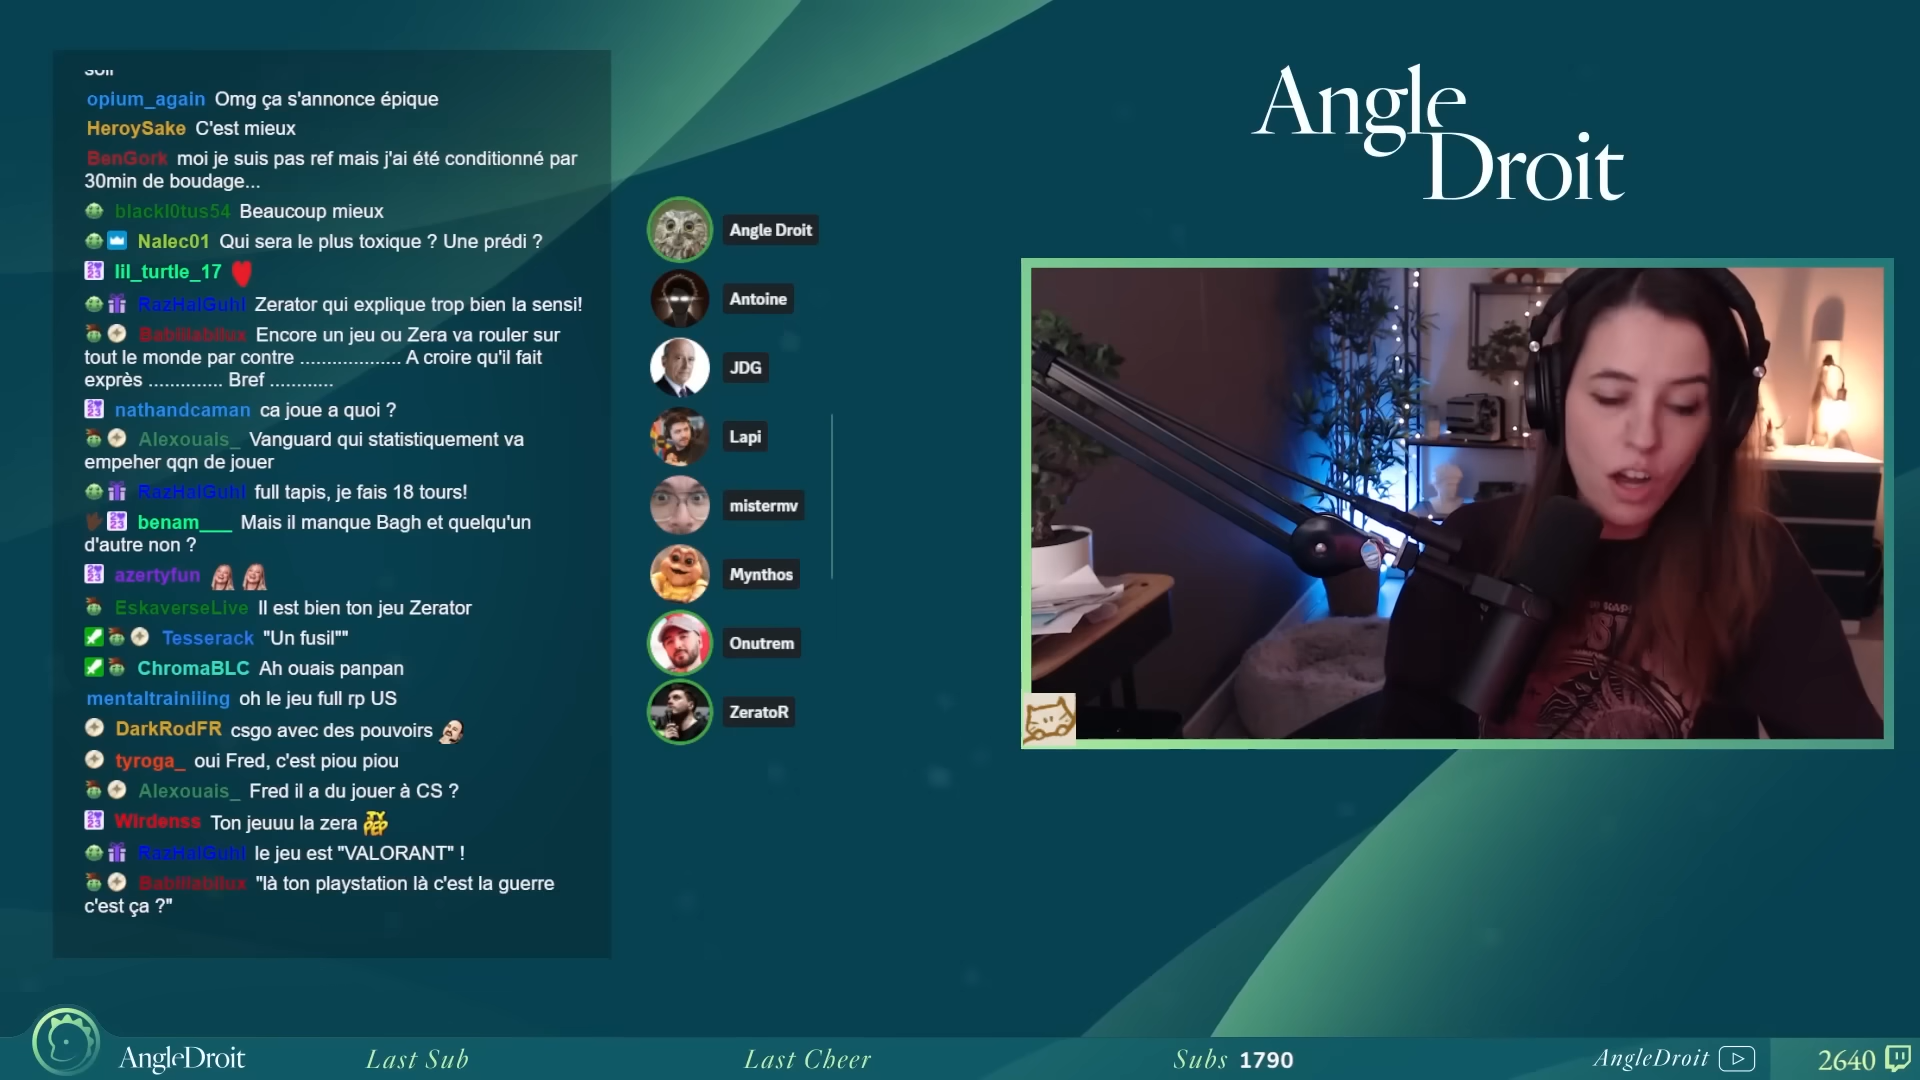 opium_again Omg ça s'annonce épique
HeroySake C'est mieux
BenGork moi je suis pas ref mais j'ai été conditionné par
30min de boudage...
blackl0tus54 Beaucoup mieux
Nalec01 Qui sera le plus toxique ? Une prédi ?
lil_turtle_17
RazHalGuhl Zerator qui explique trop bien la sensi!
Babillabilux Encore un jeu ou Zera va rouler sur
tout le monde par contre .................. A croire qu'il fait
exprès ............. Bref ............
nathandcaman ca joue a quoi ?
Alexouais_ Vanguard qui statistiquement va
empeher qqn de jouer
RazHalGuhl full tapis, je fais 18 tours!
benam___ Mais il manque Bagh et quelqu'un
d'autre non ?
azertyfun
EskaverseLive Il est bien ton jeu Zerator
Tesserack "Un fusil""
ChromaBLC Ah ouais panpan
mentaltrainiiing oh le jeu full rp US
DarkRodFR csgo avec des pouvoirs
tyroga_ oui Fred, c'est piou piou
Alexouais_ Fred il a du jouer à CS ?
Wirdenss Ton jeuuu la zera
RazHalGuhl le jeu est "VALORANT" !
Babillabilux "là ton playstation là c'est la guerre
c'est ça ?"
Angle Droit
Antoine
JDG
Lapi
mistermv
Mynthos
Onutrem
ZeratoR
Angle
Droit
AngleDroit
Last Sub
Last Cheer
Subs 1790
AngleDroit
2640